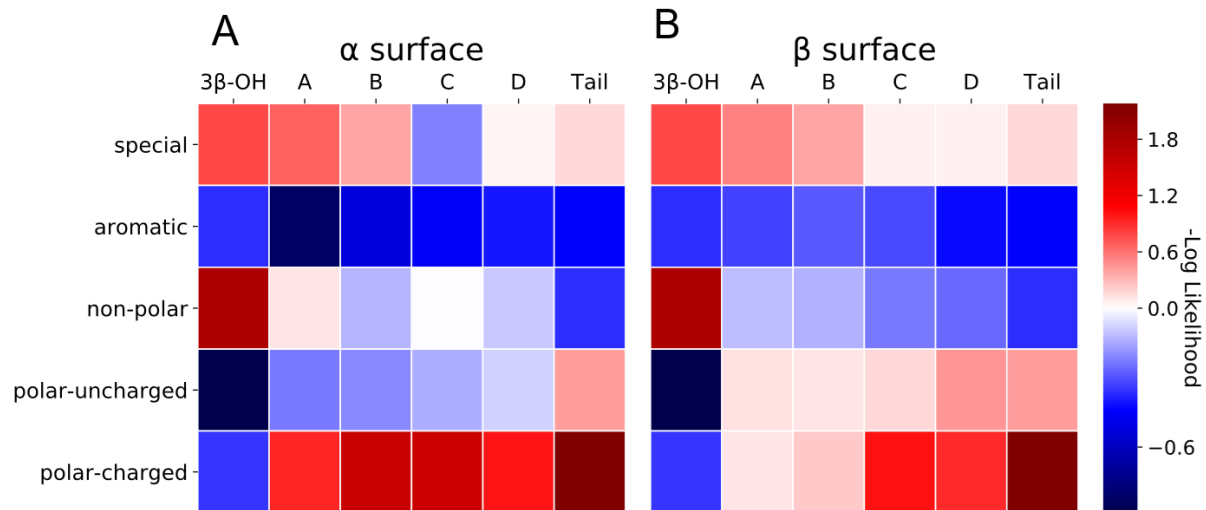 A
B
α surface
β surface
3β-OH A B C D Tail
3β-OH A B C D Tail
special
aromatic
non-polar
polar-uncharged
polar-charged
1.8
1.2
0.6
0.0
−0.6
-Log Likelihood